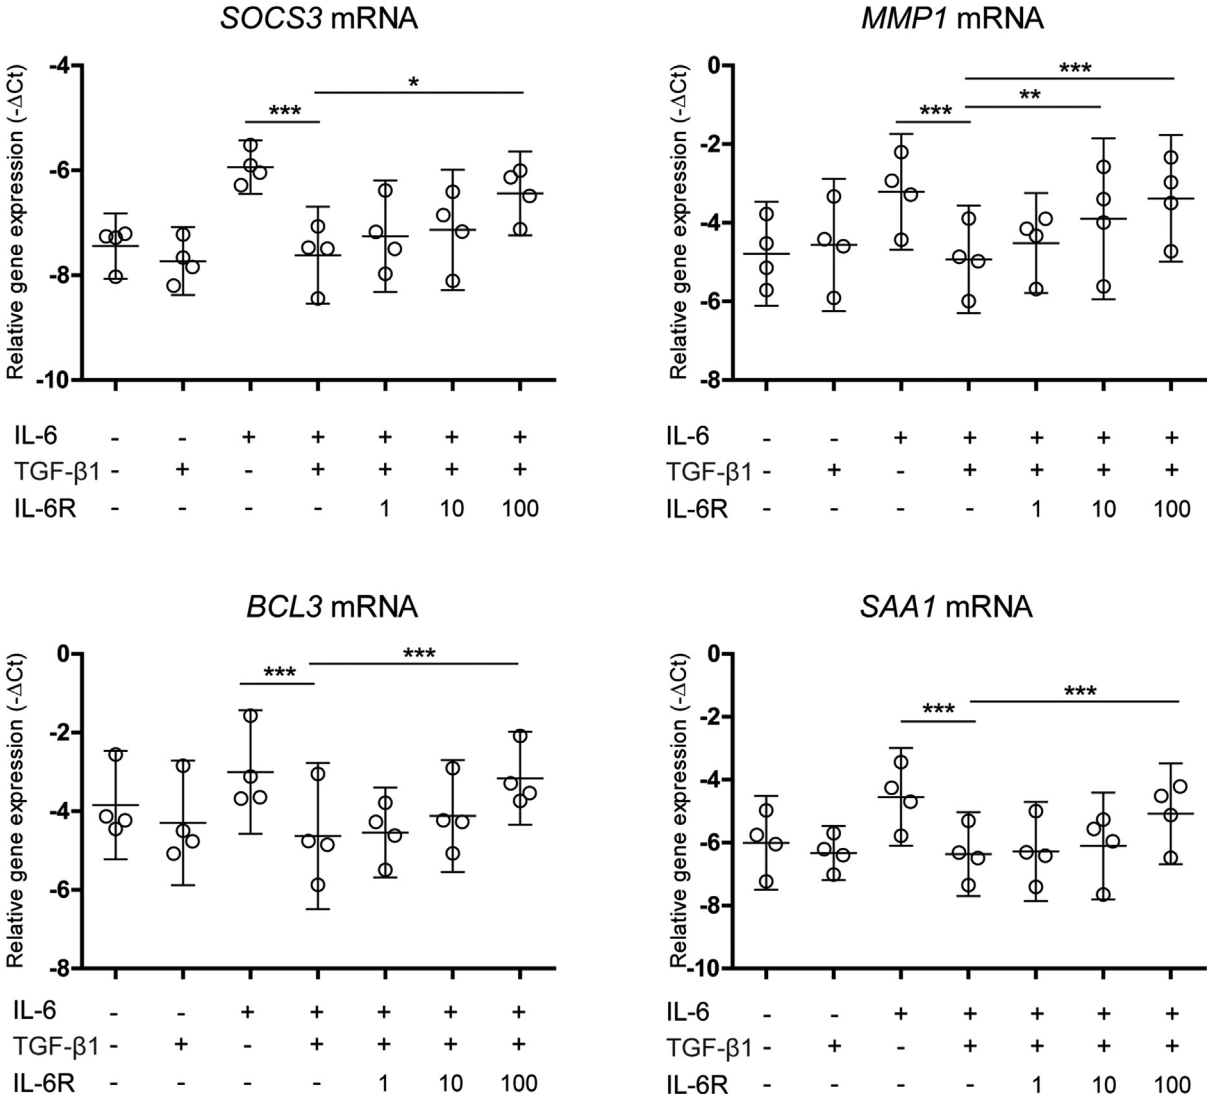 SOCS3 mRNA
Relative gene expression (-ΔCt)
-4
-6
-8
-10
***
*
IL-6 - - + + + + +
TGF-β1 - + - + + + +
IL-6R - - - - 1 10 100
MMP1 mRNA
Relative gene expression (-ΔCt)
0
-2
-4
-6
-8
***
**
***
IL-6 - - + + + + +
TGF-β1 - + - + + + +
IL-6R - - - - 1 10 100
BCL3 mRNA
Relative gene expression (-ΔCt)
0
-2
-4
-6
-8
***
***
IL-6 - - + + + + +
TGF-β1 - + - + + + +
IL-6R - - - - 1 10 100
SAA1 mRNA
Relative gene expression (-ΔCt)
0
-2
-4
-6
-8
-10
***
***
IL-6 - - + + + + +
TGF-β1 - + - + + + +
IL-6R - - - - 1 10 100